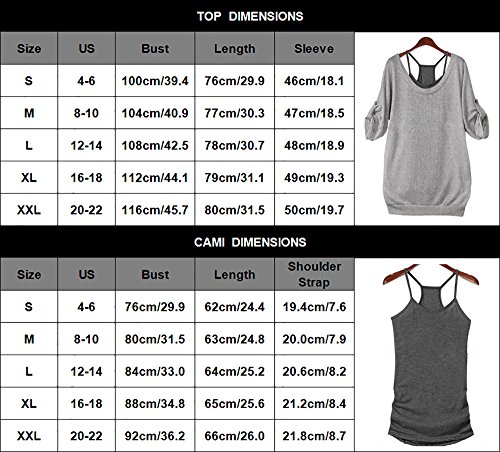 TOP DIMENSIONS
Size US Bust Length Sleeve
S 4-6 100cm/39.4 76cm/29.9 46cm/18.1
M 8-10 104cm/40.9 77cm/30.3 47cm/18.5
L 12-14 108cm/42.5 78cm/30.7 48cm/18.9
XL 16-18 112cm/44.1 79cm/31.1 49cm/19.3
XXL 20-22 116cm/45.7 80cm/31.5 50cm/19.7
CAMI DIMENSIONS
Size US Bust Length Shoulder
Strap
S 4-6 76cm/29.9 62cm/24.4 19.4cm/7.6
M 8-10 80cm/31.5 63cm/24.8 20.0cm/7.9
L 12-14 84cm/33.0 64cm/25.2 20.6cm/8.2
XL 16-18 88cm/34.8 65cm/25.6 21.2cm/8.4
XXL 20-22 92cm/36.2 66cm/26.0 21.8cm/8.7